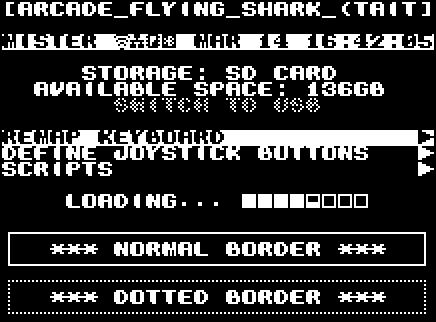 [ARCADE_FLYING_SHARK_(TAIT]
MISTER MAR 14 16:42:05
STORAGE: SD CARD
AVAILABLE SPACE: 136GB
SWITCH TO USB
REMAP KEYBOARD
DEFINE JOYSTICK BUTTONS
SCRIPTS
LOADING...
*** NORMAL BORDER ***
*** DOTTED BORDER ***